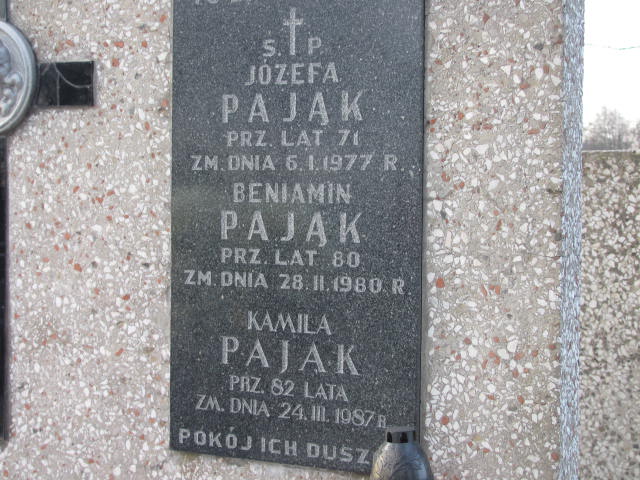 Ś. P
JÓZEFA
PAJĄK
PRZ. LAT 71
ZM. DNIA 6.I.1977 R.
BENIAMIN
PAJĄK
PRZ. LAT 80
ZM. DNIA 28.II.1980 R
KAMILA
PAJĄK
PRZ. 82 LATA
ZM. DNIA 24.III.1987 R.
POKÓJ ICH DUSZ